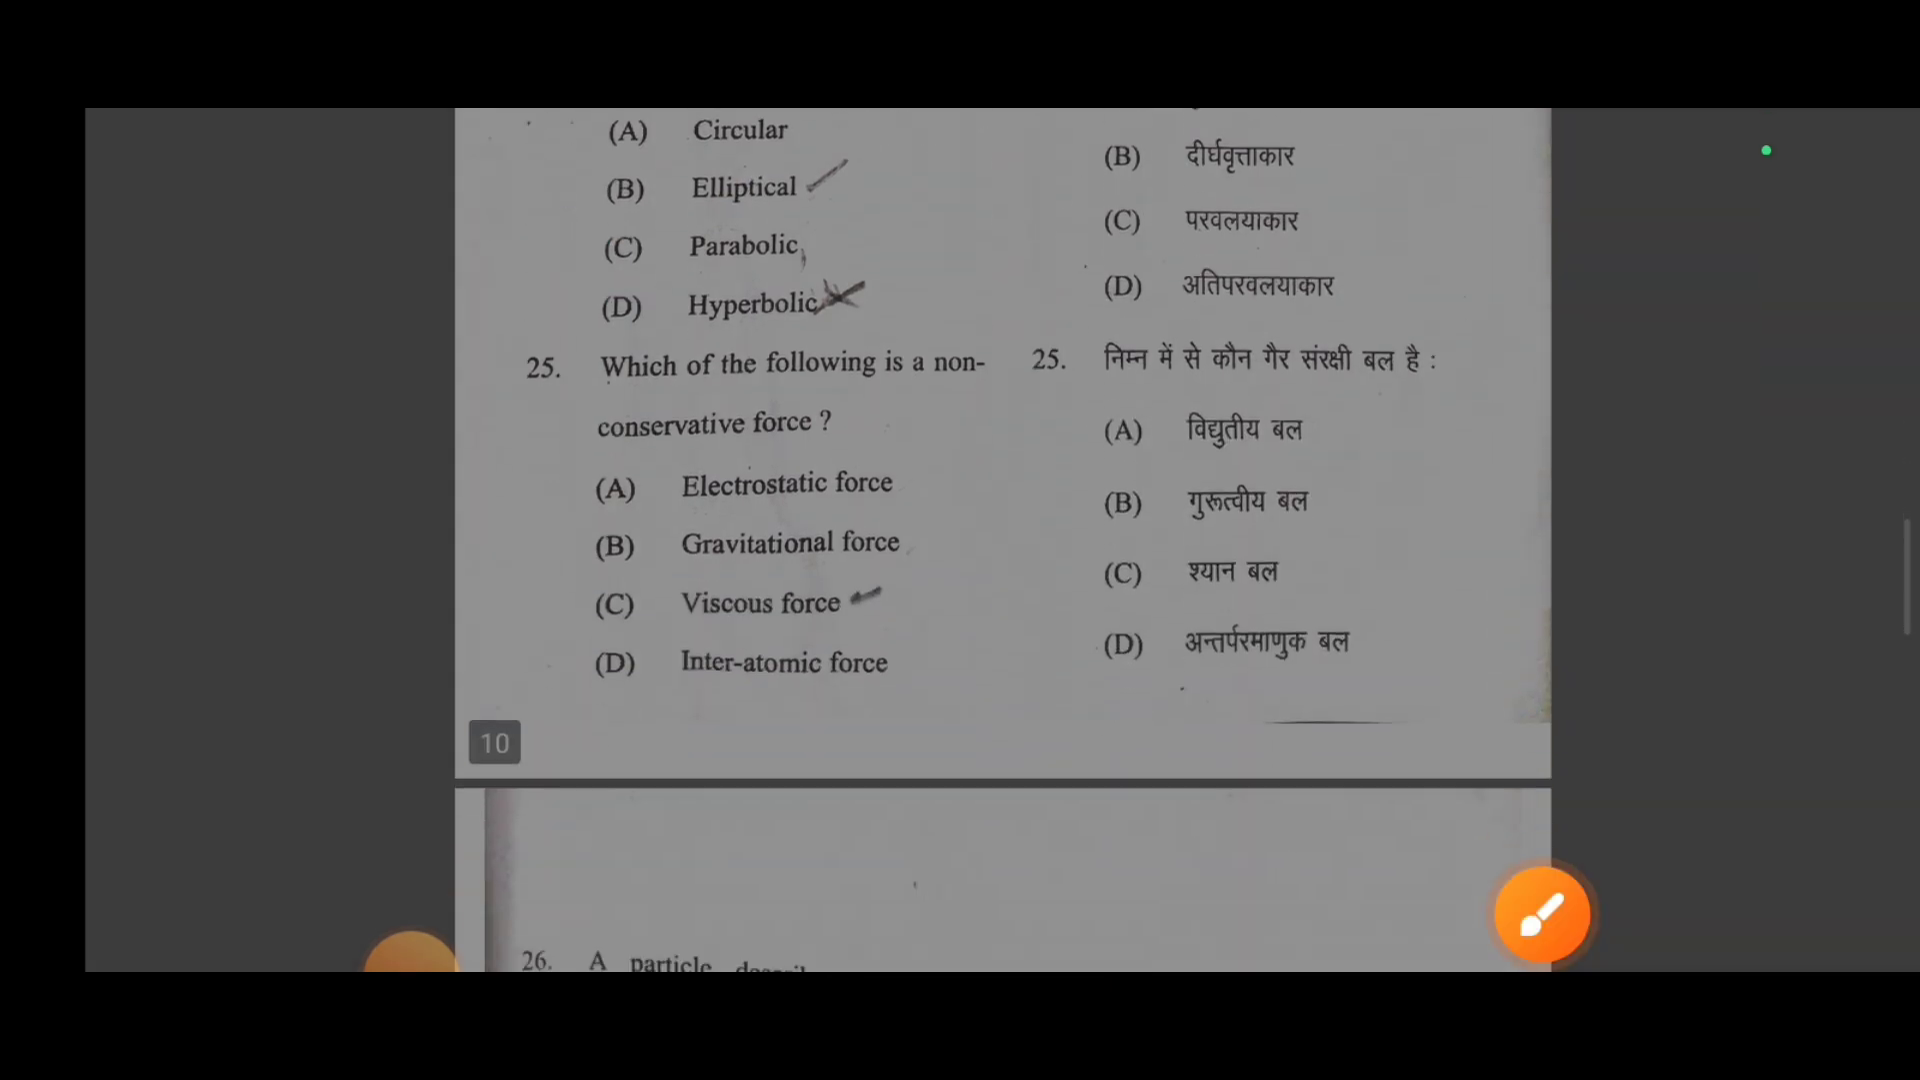 (A) Circular
(B) Elliptical
(C) Parabolic
(D) Hyperbolic
25. Which of the following is a non-
conservative force ?
(A) Electrostatic force
(B) Gravitational force
(C) Viscous force
(D) Inter-atomic force
(B) दीर्घवृत्ताकार
(C) परवलयाकार
(D) अतिपरवलयाकार
25. निम्न में से कौन गैर संरक्षी बल है :
(A) विद्युतीय बल
(B) गुरूत्वीय बल
(C) श्यान बल
(D) अन्तर्परमाणुक बल
10
26. A particle